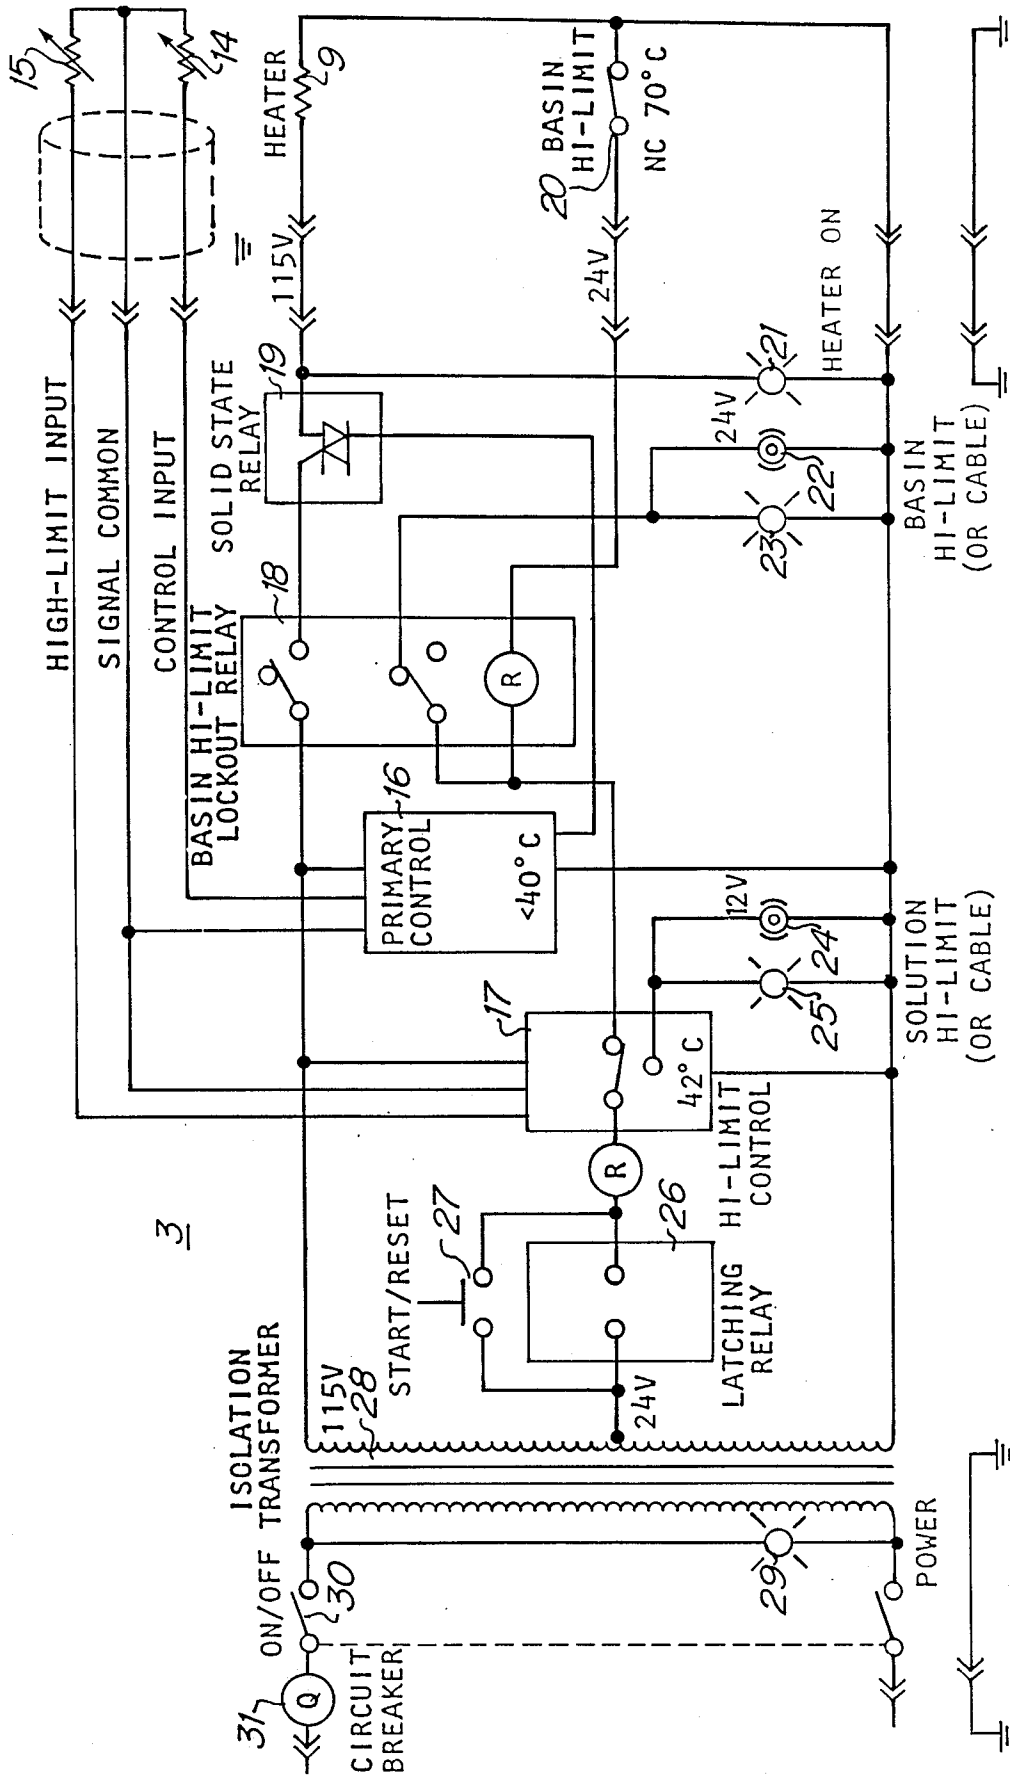 15
14
HIGH-LIMIT INPUT
SIGNAL COMMON
CONTROL INPUT
BASIN HI-LIMIT
LOCKOUT RELAY
18
SOLID STATE
RELAY
19
115V
HEATER
9
3
ISOLATION
TRANSFORMER
ON/OFF
30
31
Q
CIRCUIT
BREAKER
115V
28
START/RESET
27
24V
LATCHING
RELAY
26
R
17
42°C
HI-LIMIT
CONTROL
PRIMARY
CONTROL
16
<40°C
R
24V
20
BASIN
HI-LIMIT
NC 70°C
29
POWER
25
12V
24
SOLUTION
HI-LIMIT
(OR CABLE)
23
24V
22
BASIN
HI-LIMIT
(OR CABLE)
21
HEATER ON